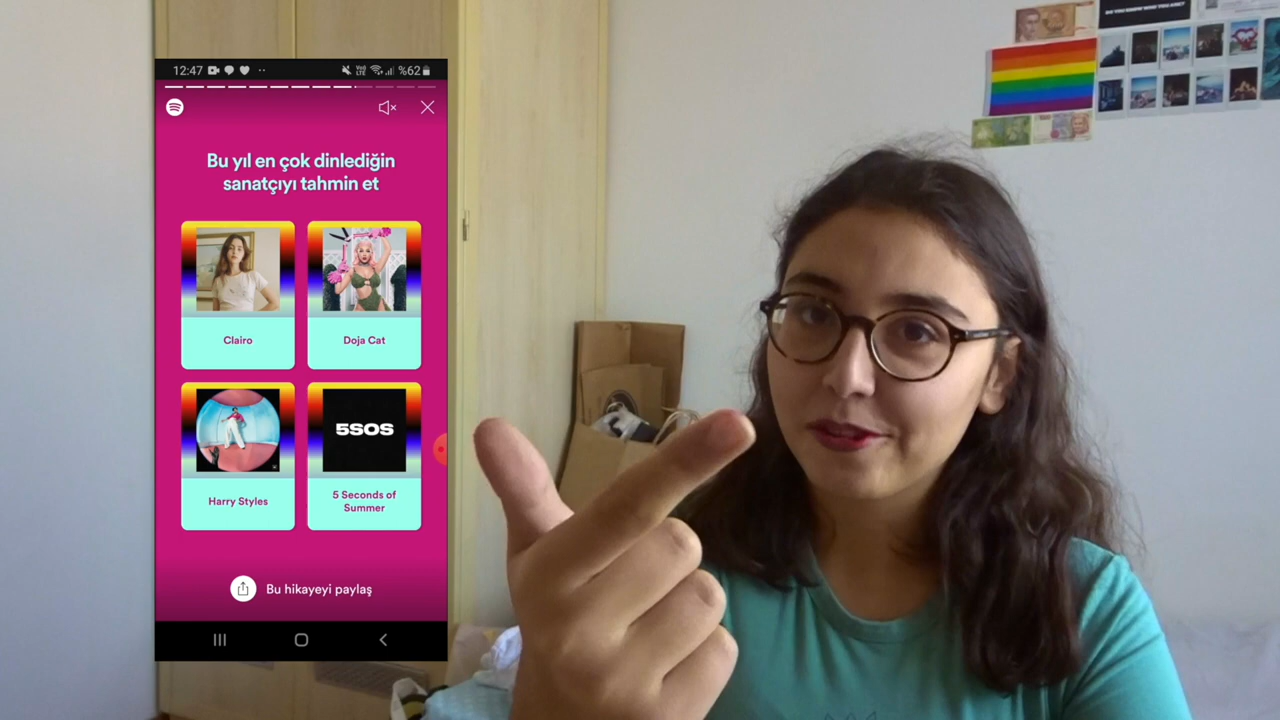 12:47
%62
Bu yıl en çok dinlediğin
sanatçıyı tahmin et
Clairo
Doja Cat
5SOS
Harry Styles
5 Seconds of
Summer
Bu hikayeyi paylaş